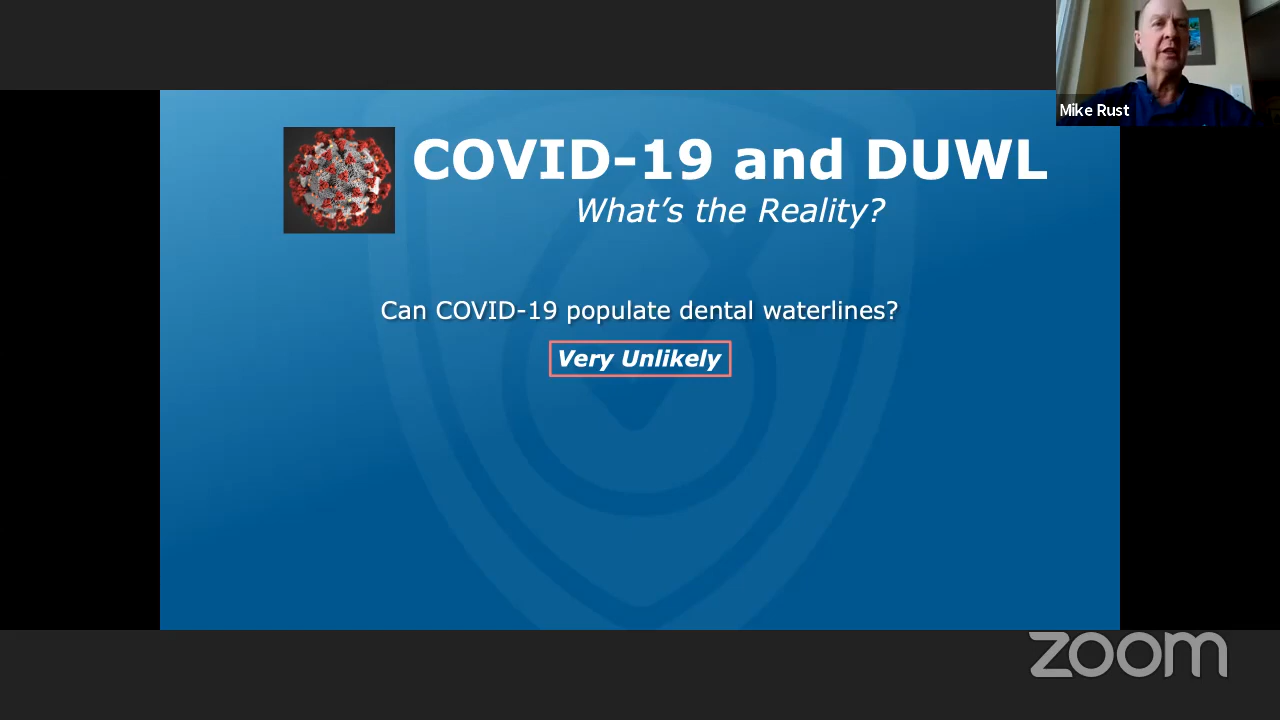 Mike Rust
COVID-19 and DUWL
What's the Reality?
Can COVID-19 populate dental waterlines?
Very Unlikely
zoom